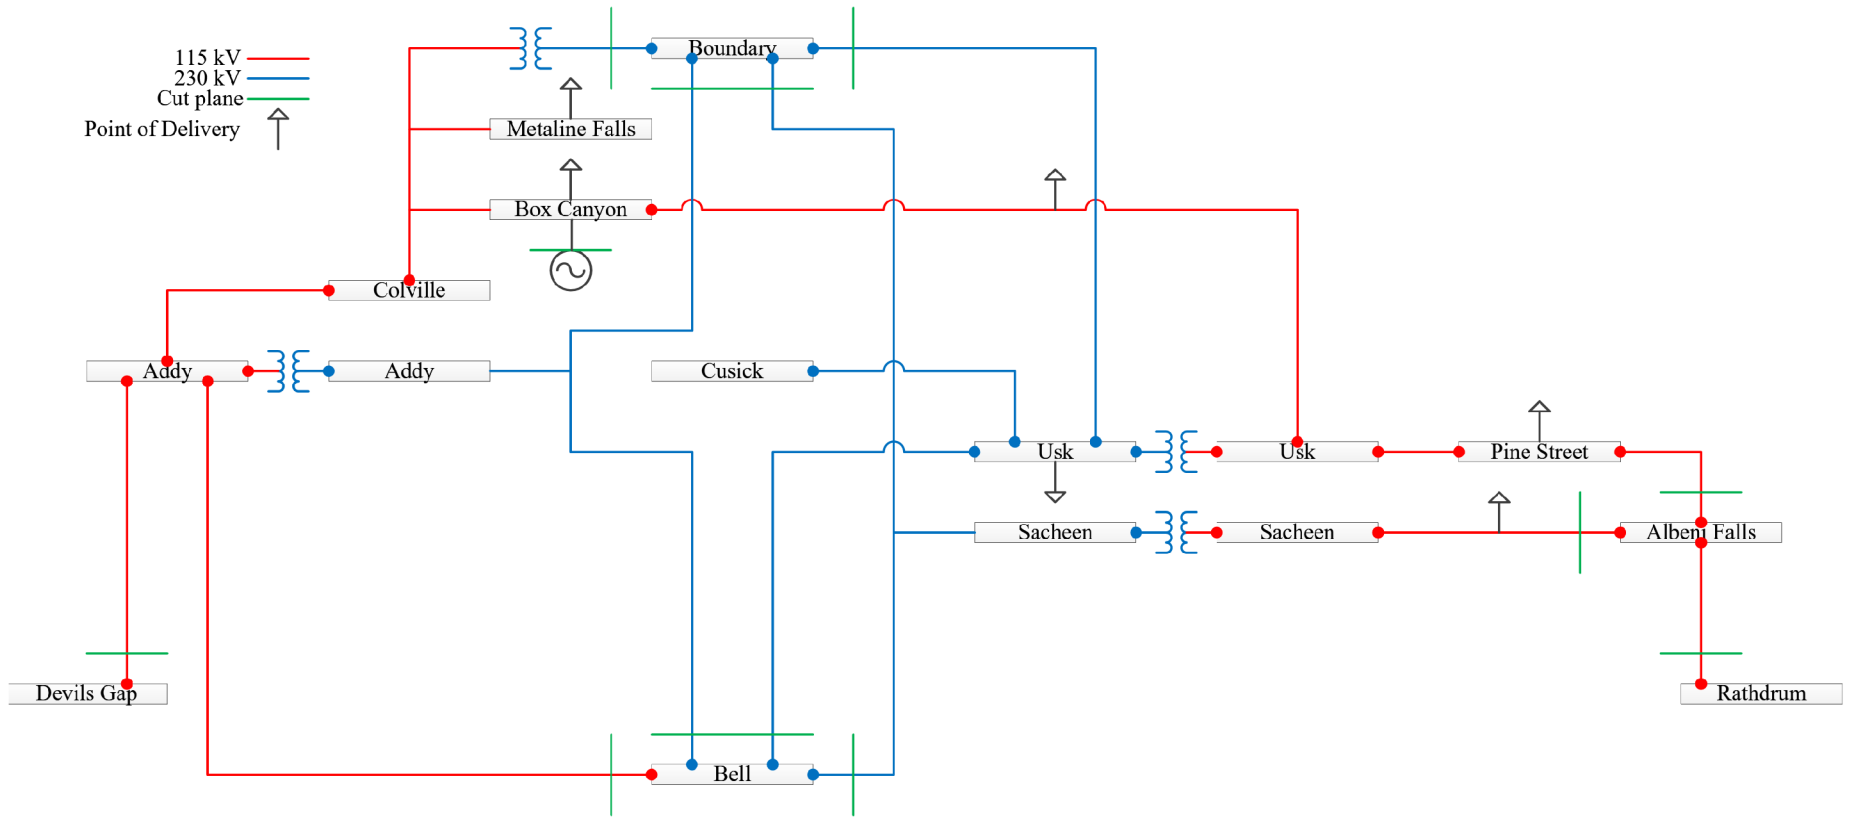 115 kV
230 kV
Cut plane
Point of Delivery
Boundary
Metaline Falls
Box Canyon
Colville
Addy
Addy
Cusick
Usk
Usk
Pine Street
Sacheen
Sacheen
Albeni Falls
Devils Gap
Rathdrum
Bell